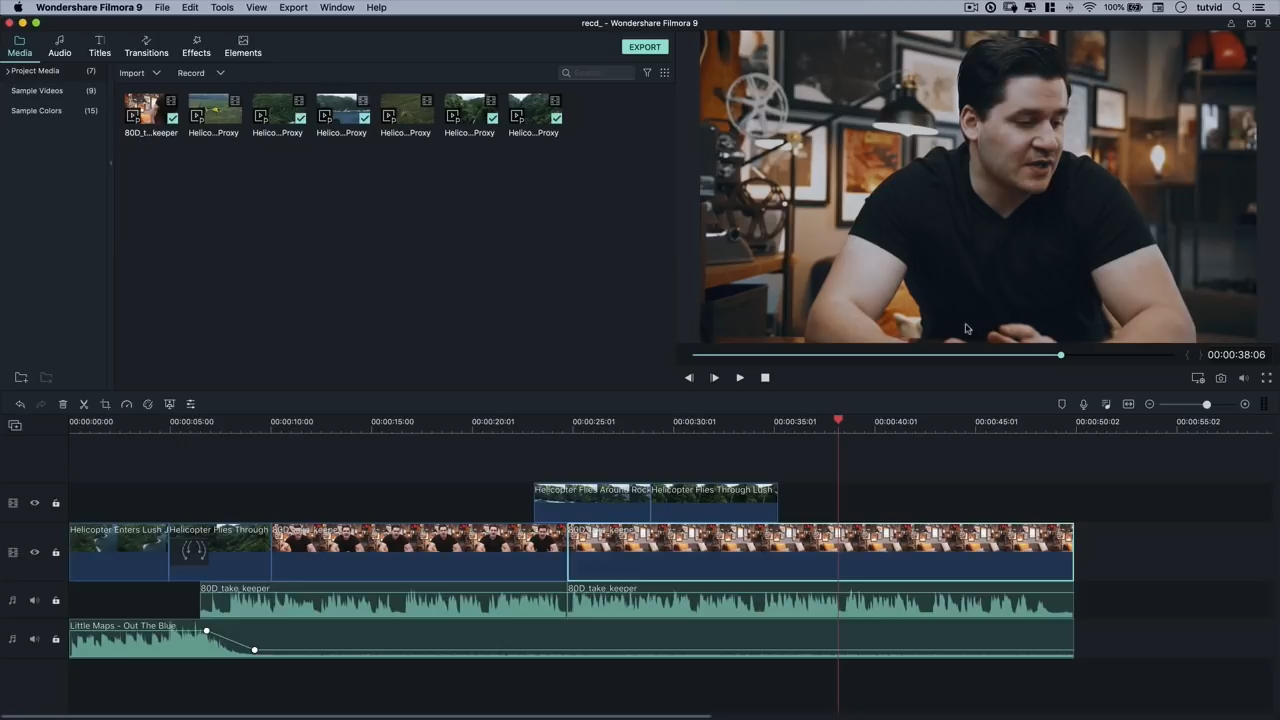 Wondershare Filmora 9 File Edit Tools View Export Window Help 100% tutvid
recd_ - Wondershare Filmora 9
Media Audio Titles Transitions Effects Elements EXPORT
Project Media (7) Import Record Search
Sample Videos (9)
Sample Colors (15)
80D_t...keeper Helico...Proxy Helico...Proxy Helico...Proxy Helico...Proxy Helico...Proxy Helico...Proxy
00:00:38:06
00:00:00:00 00:00:05:00 00:00:10:00 00:00:15:00 00:00:20:01 00:00:25:01 00:00:30:01 00:00:35:01 00:00:40:01 00:00:45:01 00:00:50:02 00:00:55:02
Helicopter Flies Around Rock Helicopter Flies Through Lush
Helicopter Enters Lush Helicopter Flies Through 80D_take_keeper 80D_take_keeper
80D_take_keeper 80D_take_keeper
Little Maps - Out The Blue